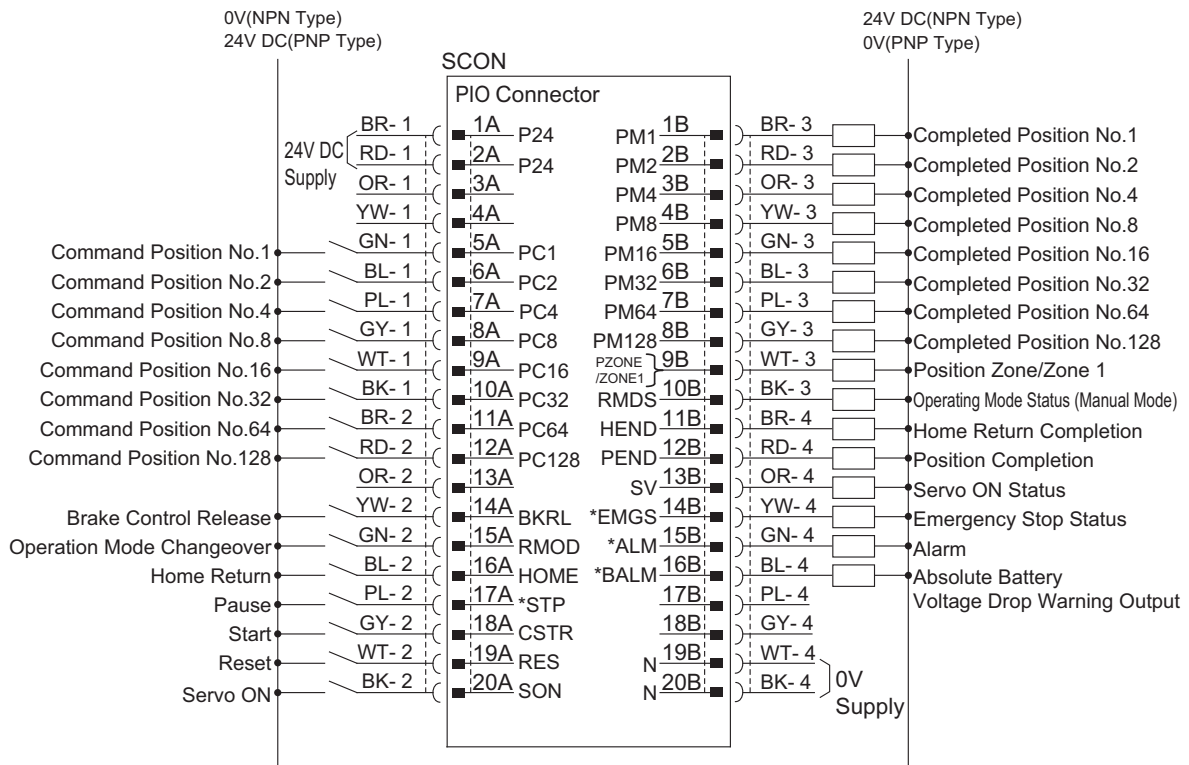 0V(NPN Type)
24V DC(PNP Type)
24V DC(NPN Type)
0V(PNP Type)
SCON
PIO Connector
24V DC
Supply
BR- 1 1A P24 PM1 1B BR- 3 Completed Position No.1
RD- 1 2A P24 PM2 2B RD- 3 Completed Position No.2
OR- 1 3A PM4 3B OR- 3 Completed Position No.4
YW- 1 4A PM8 4B YW- 3 Completed Position No.8
Command Position No.1 GN- 1 5A PC1 PM16 5B GN- 3 Completed Position No.16
Command Position No.2 BL- 1 6A PC2 PM32 6B BL- 3 Completed Position No.32
Command Position No.4 PL- 1 7A PC4 PM64 7B PL- 3 Completed Position No.64
Command Position No.8 GY- 1 8A PC8 PM128 8B GY- 3 Completed Position No.128
Command Position No.16 WT- 1 9A PC16 PZONE /ZONE1 9B WT- 3 Position Zone/Zone 1
Command Position No.32 BK- 1 10A PC32 RMDS 10B BK- 3 Operating Mode Status (Manual Mode)
Command Position No.64 BR- 2 11A PC64 HEND 11B BR- 4 Home Return Completion
Command Position No.128 RD- 2 12A PC128 PEND 12B RD- 4 Position Completion
OR- 2 13A SV 13B OR- 4 Servo ON Status
Brake Control Release YW- 2 14A BKRL *EMGS 14B YW- 4 Emergency Stop Status
Operation Mode Changeover GN- 2 15A RMOD *ALM 15B GN- 4 Alarm
Home Return BL- 2 16A HOME *BALM 16B BL- 4 Absolute Battery
Voltage Drop Warning Output
Pause PL- 2 17A *STP 17B PL- 4
Start GY- 2 18A CSTR 18B GY- 4
Reset WT- 2 19A RES N 19B WT- 4
Servo ON BK- 2 20A SON N 20B BK- 4
0V
Supply